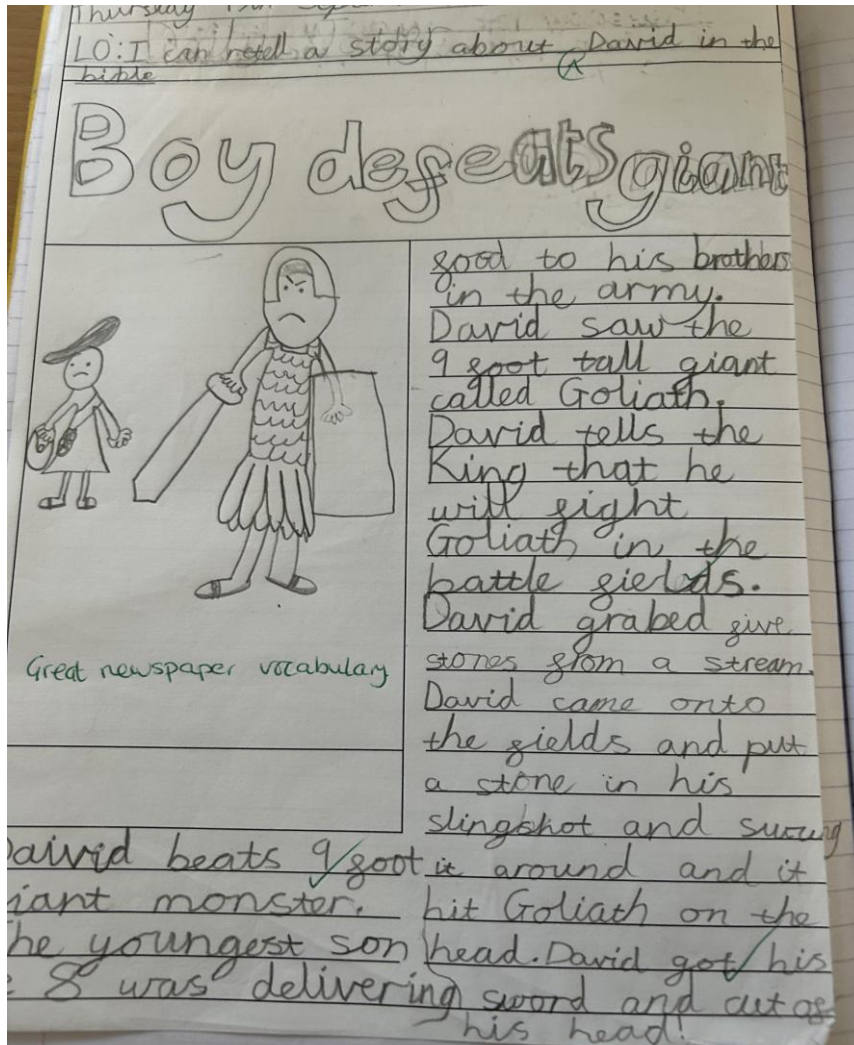 Thursday
LO: I can retell a story about David in the
bible
Boy defeats giant
Great newspaper vocabulary
Daivid beats 9 foot
iant monster.
he youngest son
8 was delivering
food to his brothers
in the army.
David saw the
9 foot tall giant
called Goliath.
David tells the
King that he
will fight
Goliath in the
battle fields.
David grabed five
stones from a stream.
David came onto
the fields and put
a stone in his
slingshot and swung
it around and it
hit Goliath on the
head. David got his
sword and cut of
his head!